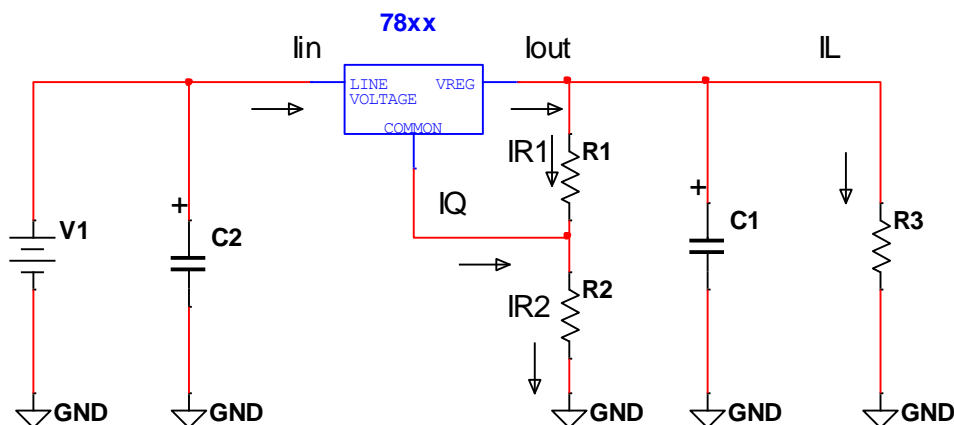 78xx
Iin
Iout
IL
LINE VREG
VOLTAGE
COMMON
IR1
R1
IQ
+
+
V1
C2
C1
R3
R2
IR2
GND
GND
GND
GND
GND